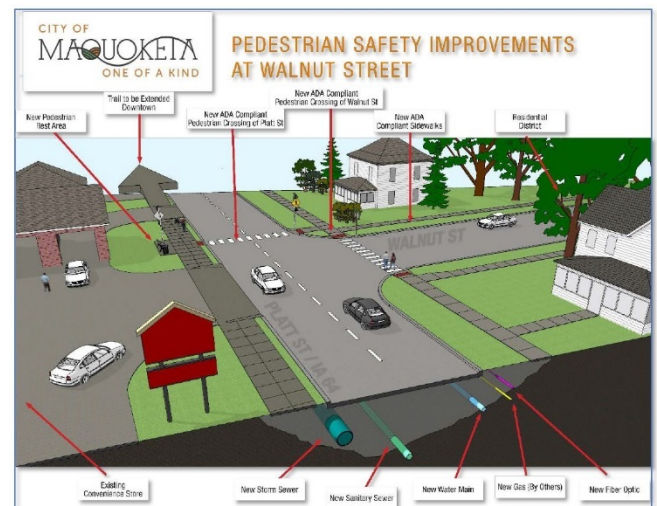 CITY OF
MAQUOKETA
ONE OF A KIND
PEDESTRIAN SAFETY IMPROVEMENTS
AT WALNUT STREET
Trail to be Extended
Downtown
New Pedestrian
Rest Area
New ADA Compliant
Pedestrian Crossing of Platt St
New ADA Compliant
Pedestrian Crossing of Walnut St
New ADA
Compliant Sidewalks
Residential
District
WALNUT ST
PLATT ST / IA 64
Existing
Convenience Store
New Storm Sewer
New Sanitary Sewer
New Water Main
New Gas (By Others)
New Fiber Optic